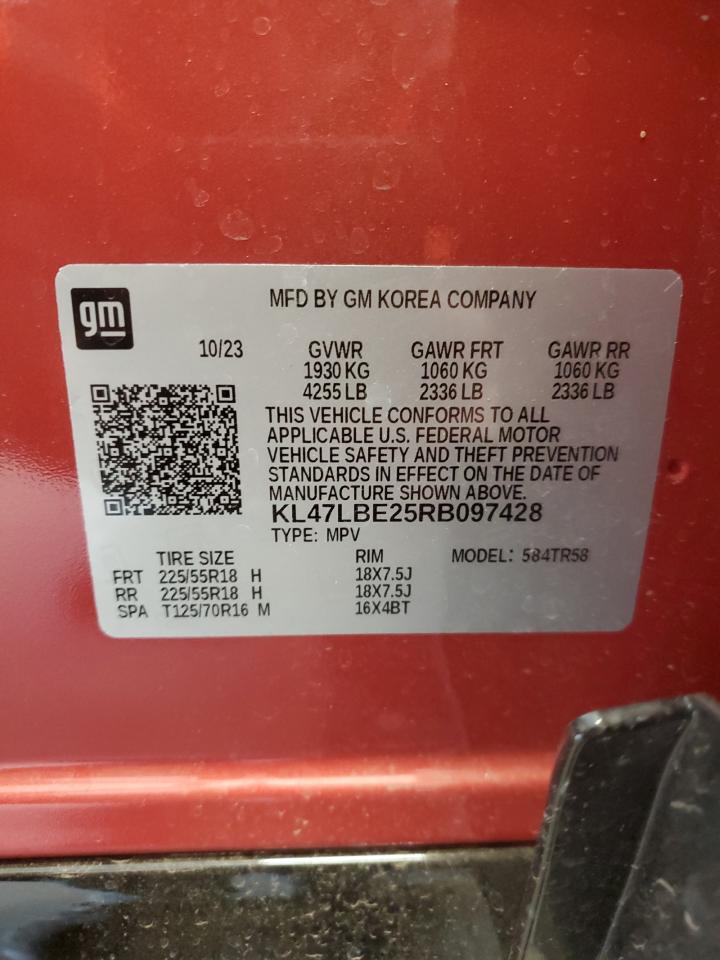 gm
MFD BY GM KOREA COMPANY
10/23 GVWR GAWR FRT GAWR RR
1930 KG 1060 KG 1060 KG
4255 LB 2336 LB 2336 LB
THIS VEHICLE CONFORMS TO ALL
APPLICABLE U.S. FEDERAL MOTOR
VEHICLE SAFETY AND THEFT PREVENTION
STANDARDS IN EFFECT ON THE DATE OF
MANUFACTURE SHOWN ABOVE.
KL47LBE25RB097428
TYPE: MPV
TIRE SIZE RIM MODEL: 584TR58
FRT 225/55R18 H 18X7.5J
RR 225/55R18 H 18X7.5J
SPA T125/70R16 M 16X4BT